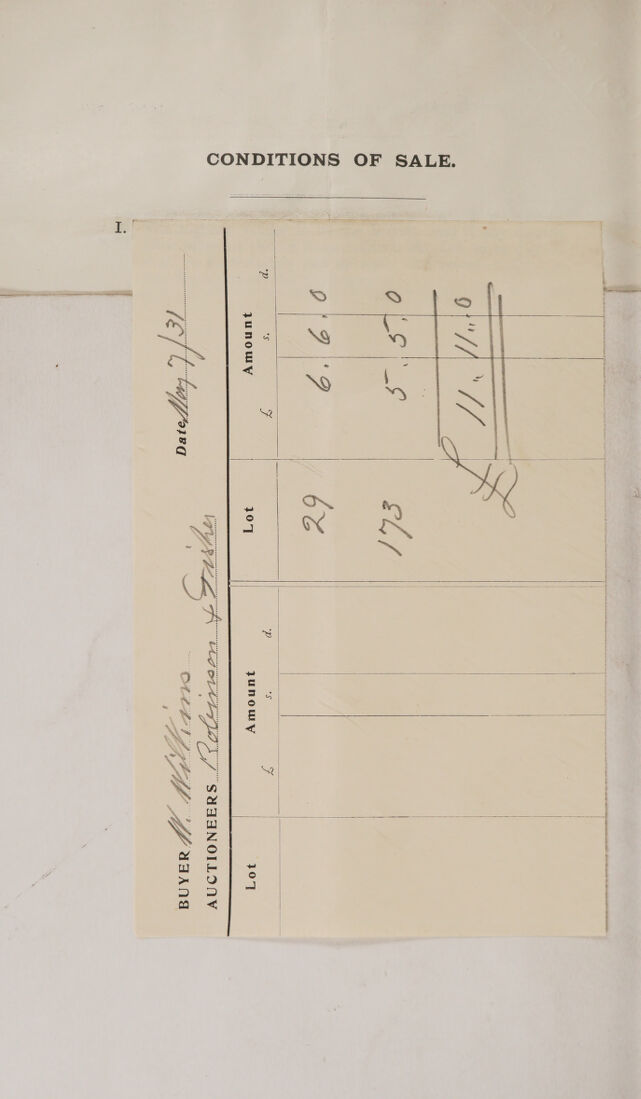 CONDITIONS OF SALE.
I.
BUYER W. Wilkins Date May 7/31
AUCTIONEERS Robinson & Fisher
Lot Amount Lot Amount
£ s. d. £ s. d.
29 6. 6. 0
173 5. 5. 0
£ 11 " 11 " 0